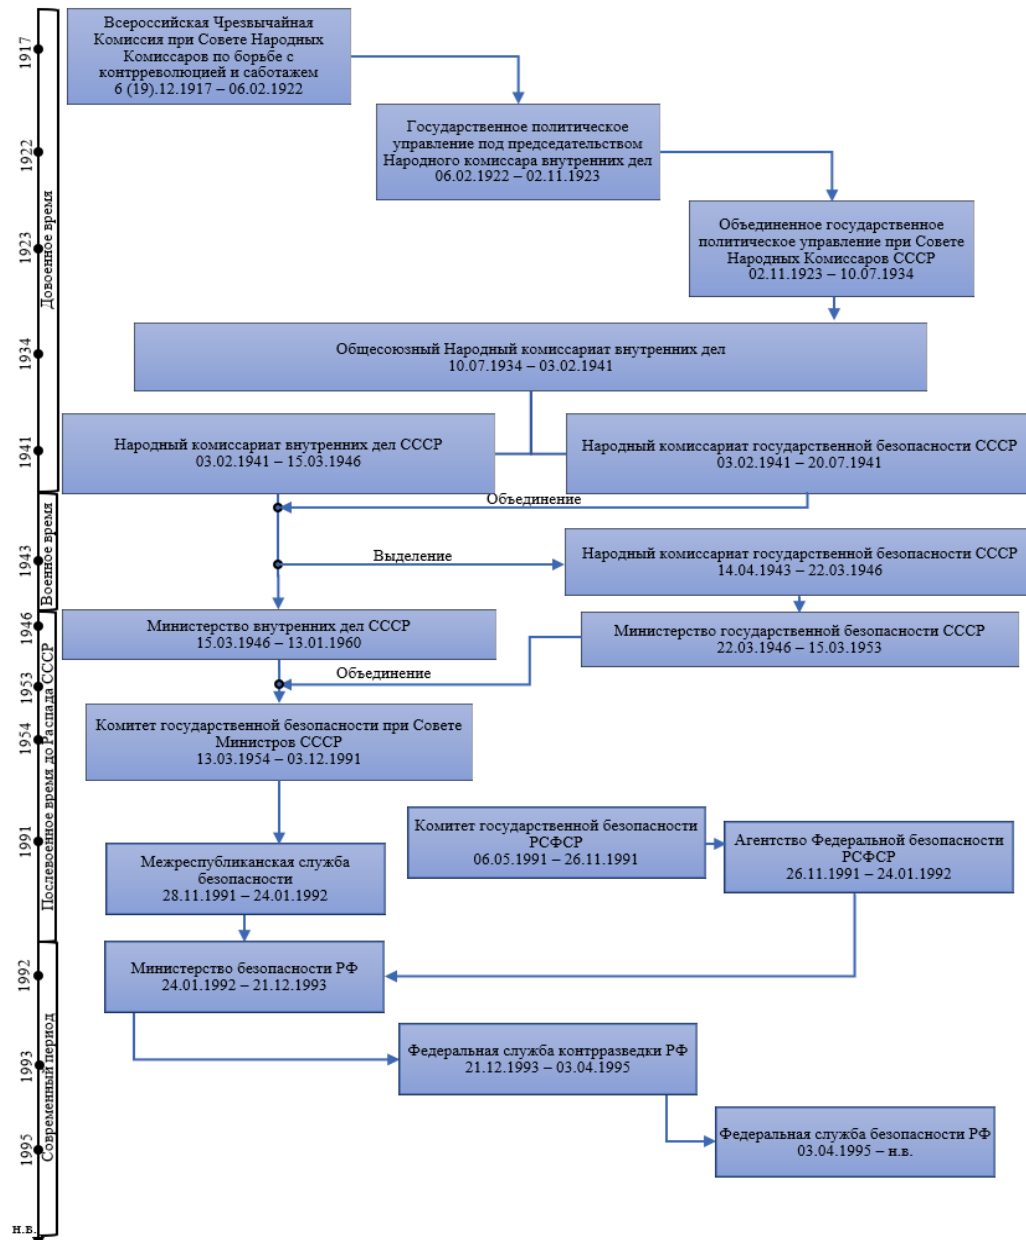 Всероссийская Чрезвычайная
Комиссия при Совете Народных
Комиссаров по борьбе с
контрреволюцией и саботажем
6 (19).12.1917 – 06.02.1922
Государственное политическое
управление под председательством
Народного комиссара внутренних дел
06.02.1922 – 02.11.1923
Объединенное государственное
политическое управление при Совете
Народных Комиссаров СССР
02.11.1923 – 10.07.1934
Общесоюзный Народный комиссариат внутренних дел
10.07.1934 – 03.02.1941
Народный комиссариат внутренних дел СССР
03.02.1941 – 15.03.1946
Народный комиссариат государственной безопасности СССР
03.02.1941 – 20.07.1941
Объединение
Выделение
Народный комиссариат государственной безопасности СССР
14.04.1943 – 22.03.1946
Министерство внутренних дел СССР
15.03.1946 – 13.01.1960
Министерство государственной безопасности СССР
22.03.1946 – 15.03.1953
Объединение
Комитет государственной безопасности при Совете
Министров СССР
13.03.1954 – 03.12.1991
Комитет государственной безопасности
РСФСР
06.05.1991 – 26.11.1991
Агентство Федеральной безопасности
РСФСР
26.11.1991 – 24.01.1992
Межреспубликанская служба
безопасности
28.11.1991 – 24.01.1992
Министерство безопасности РФ
24.01.1992 – 21.12.1993
Федеральная служба контрразведки РФ
21.12.1993 – 03.04.1995
Федеральная служба безопасности РФ
03.04.1995 – н.в.
1917
1922
1923
1934
1941
1943
1946
1953
1954
1991
1992
1993
1995
н.в.
Довоенное время
Военное время
Послевоенное время до Распада СССР
Современный период